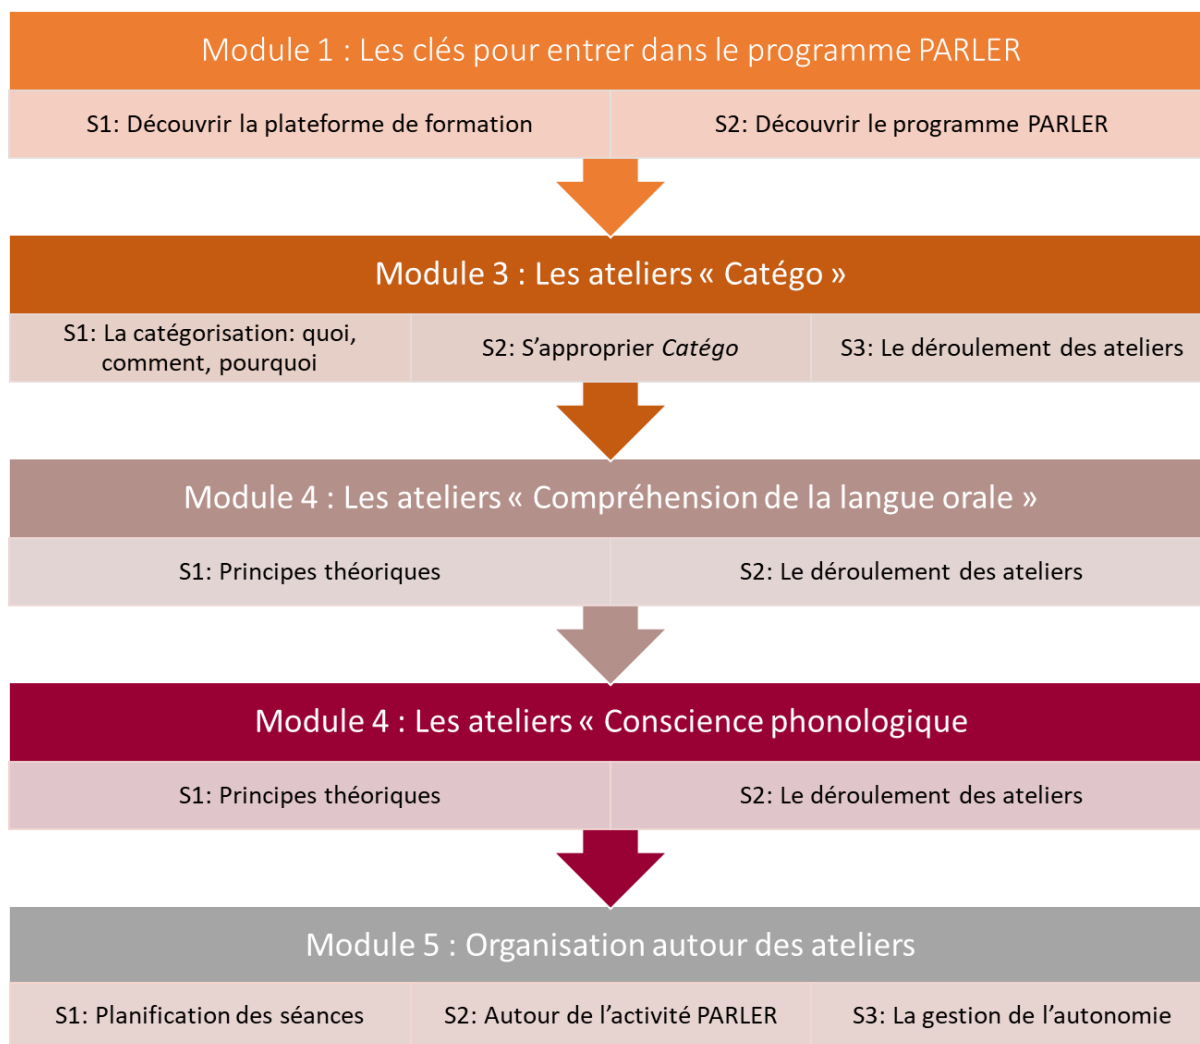 Module 1 : Les clés pour entrer dans le programme PARLER
S1: Découvrir la plateforme de formation
S2: Découvrir le programme PARLER
Module 3 : Les ateliers « Catégo »
S1: La catégorisation: quoi,
comment, pourquoi
S2: S’approprier Catégo
S3: Le déroulement des ateliers
Module 4 : Les ateliers « Compréhension de la langue orale »
S1: Principes théoriques
S2: Le déroulement des ateliers
Module 4 : Les ateliers « Conscience phonologique
S1: Principes théoriques
S2: Le déroulement des ateliers
Module 5 : Organisation autour des ateliers
S1: Planification des séances
S2: Autour de l’activité PARLER
S3: La gestion de l’autonomie